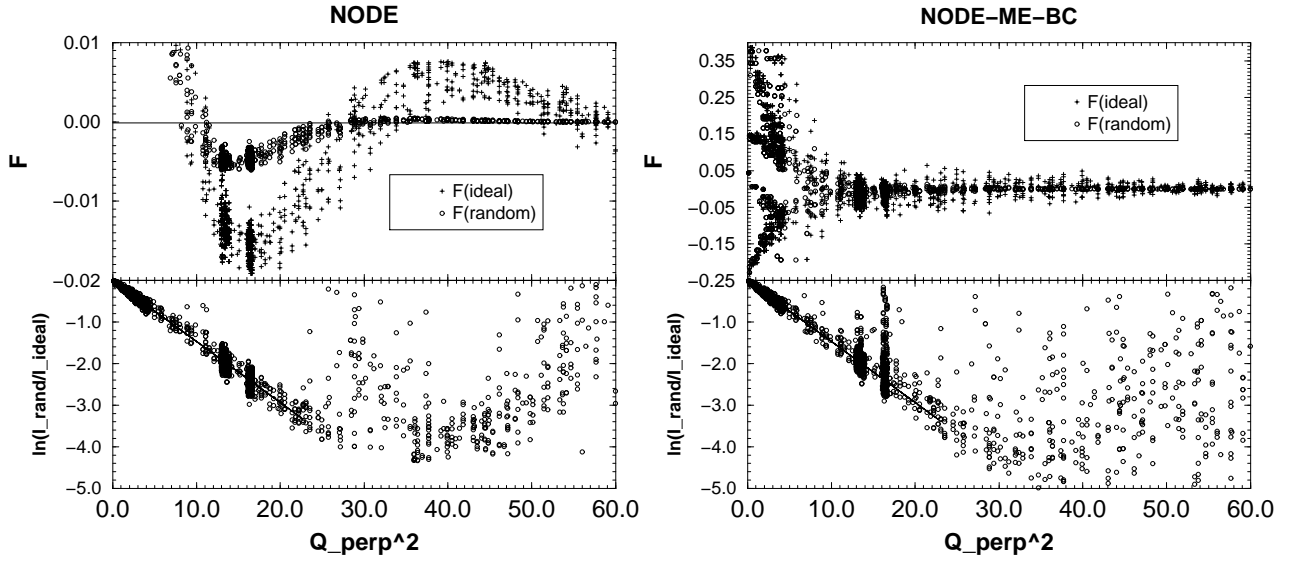 NODE
0.01
0.00
−0.01
−0.02
F
F(ideal)
F(random)
−1.0
−2.0
−3.0
−4.0
−5.0
ln(I_rand/I_ideal)
0.0 10.0 20.0 30.0 40.0 50.0 60.0
Q_perp^2
NODE−ME−BC
0.35
0.25
0.15
0.05
−0.05
−0.15
−0.25
F
F(ideal)
F(random)
−1.0
−2.0
−3.0
−4.0
−5.0
ln(I_rand/I_ideal)
0.0 10.0 20.0 30.0 40.0 50.0 60.0
Q_perp^2